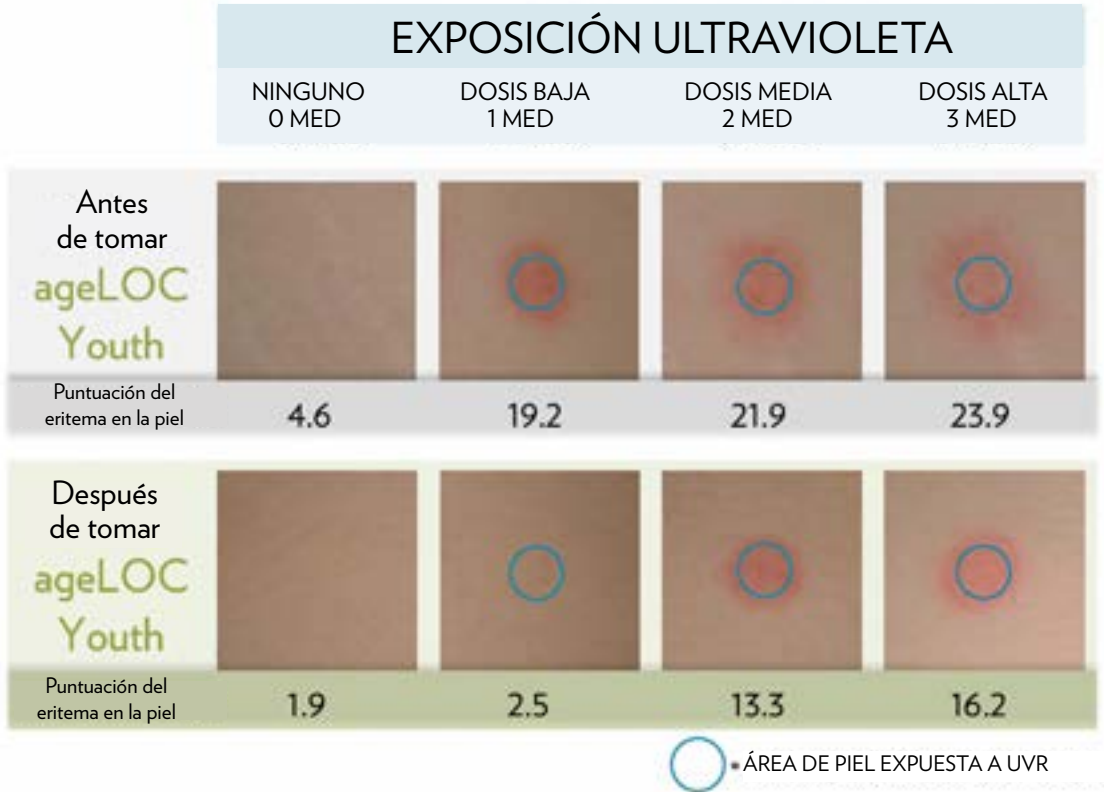 EXPOSICIÓN ULTRAVIOLETA
NINGUNO DOSIS BAJA DOSIS MEDIA DOSIS ALTA
0 MED 1 MED 2 MED 3 MED
Antes
de tomar
ageLOC
Youth
Puntuación del
eritema en la piel
4.6 19.2 21.9 23.9
Después
de tomar
ageLOC
Youth
Puntuación del
eritema en la piel
1.9 2.5 13.3 16.2
ÁREA DE PIEL EXPUESTA A UVR